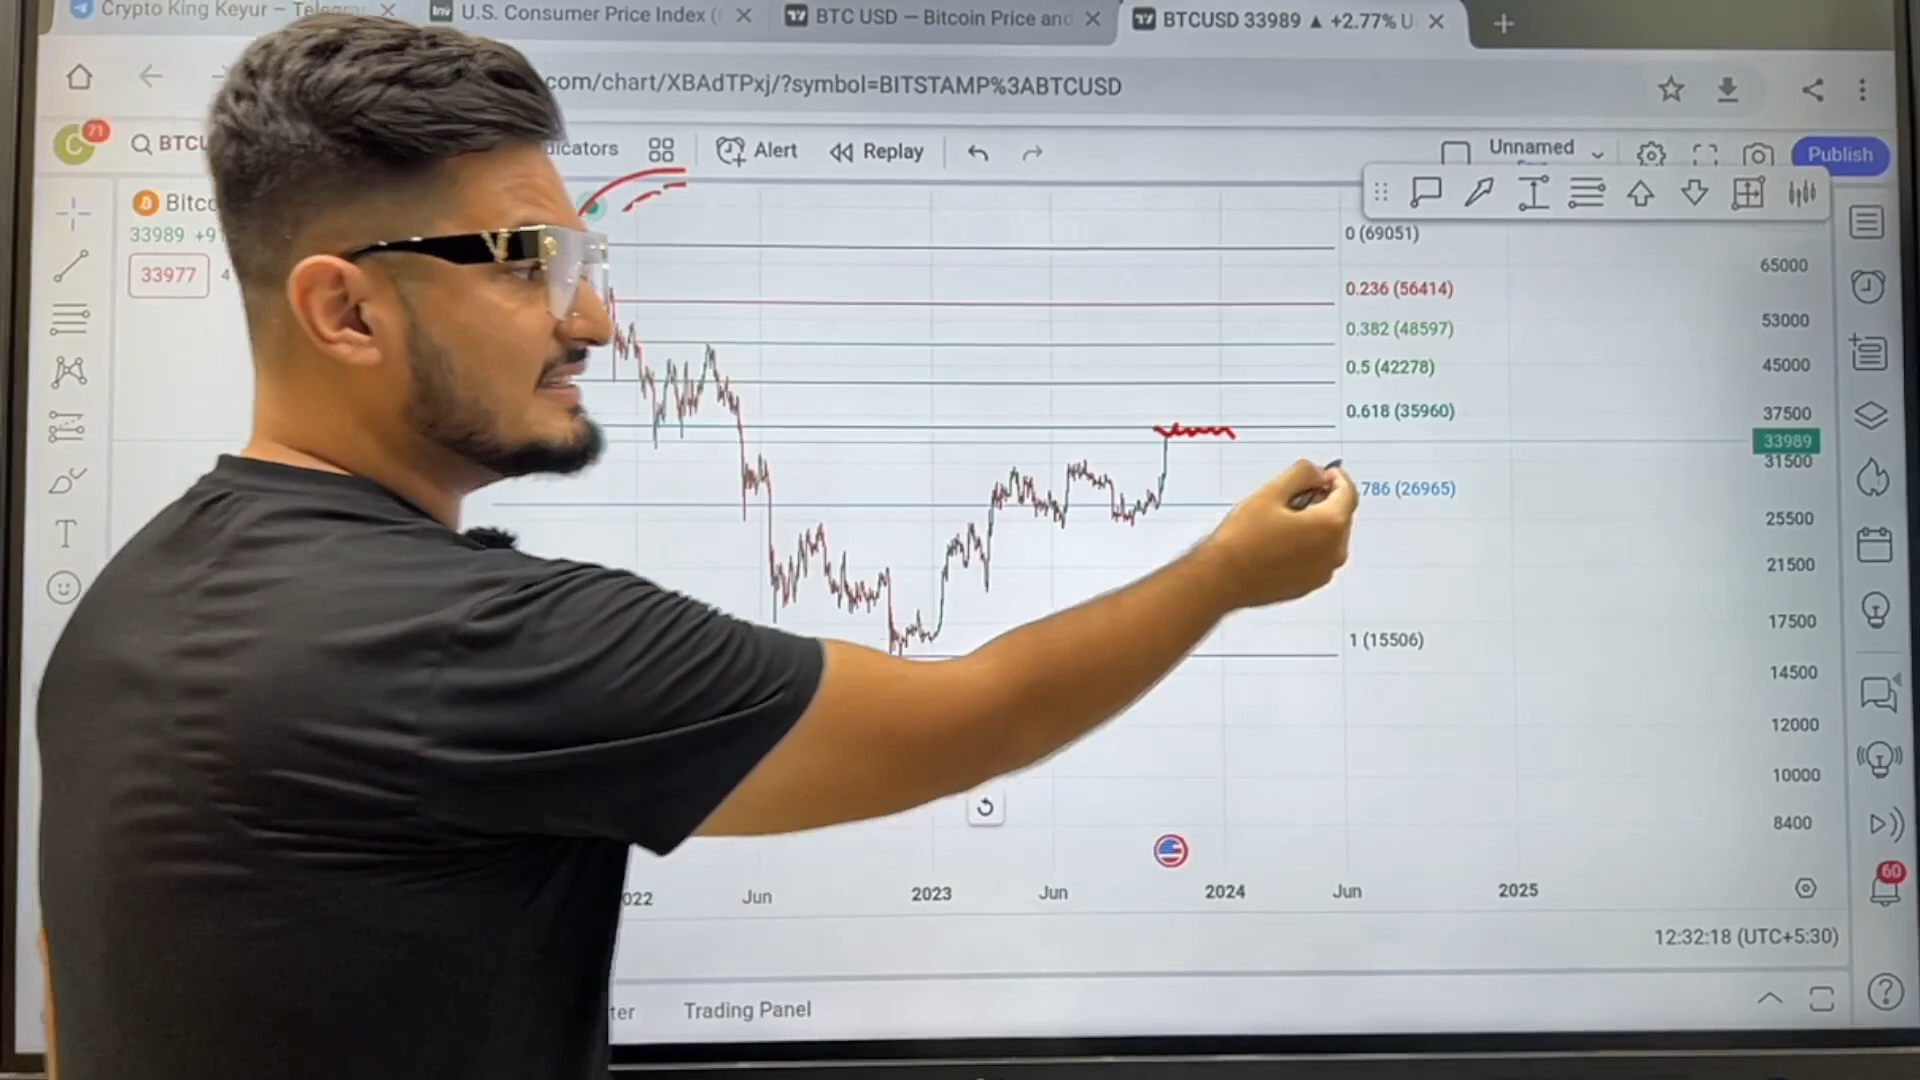 Crypto King Keyur – Telegra
U.S. Consumer Price Index (
BTC USD — Bitcoin Price and
BTCUSD 33989 ▲ +2.77% U
com/chart/XBAdTPxj/?symbol=BITSTAMP%3ABTCUSD
C
71
BTCU
dicators
Alert
Replay
Unnamed
Publish
Bitco
33989 +9
33977
4
0 (69051)
0.236 (56414)
0.382 (48597)
0.5 (42278)
0.618 (35960)
.786 (26965)
1 (15506)
65000
53000
45000
37500
33989
31500
25500
21500
17500
14500
12000
10000
8400
60
022
Jun
2023
Jun
2024
Jun
2025
12:32:18 (UTC+5:30)
ter
Trading Panel